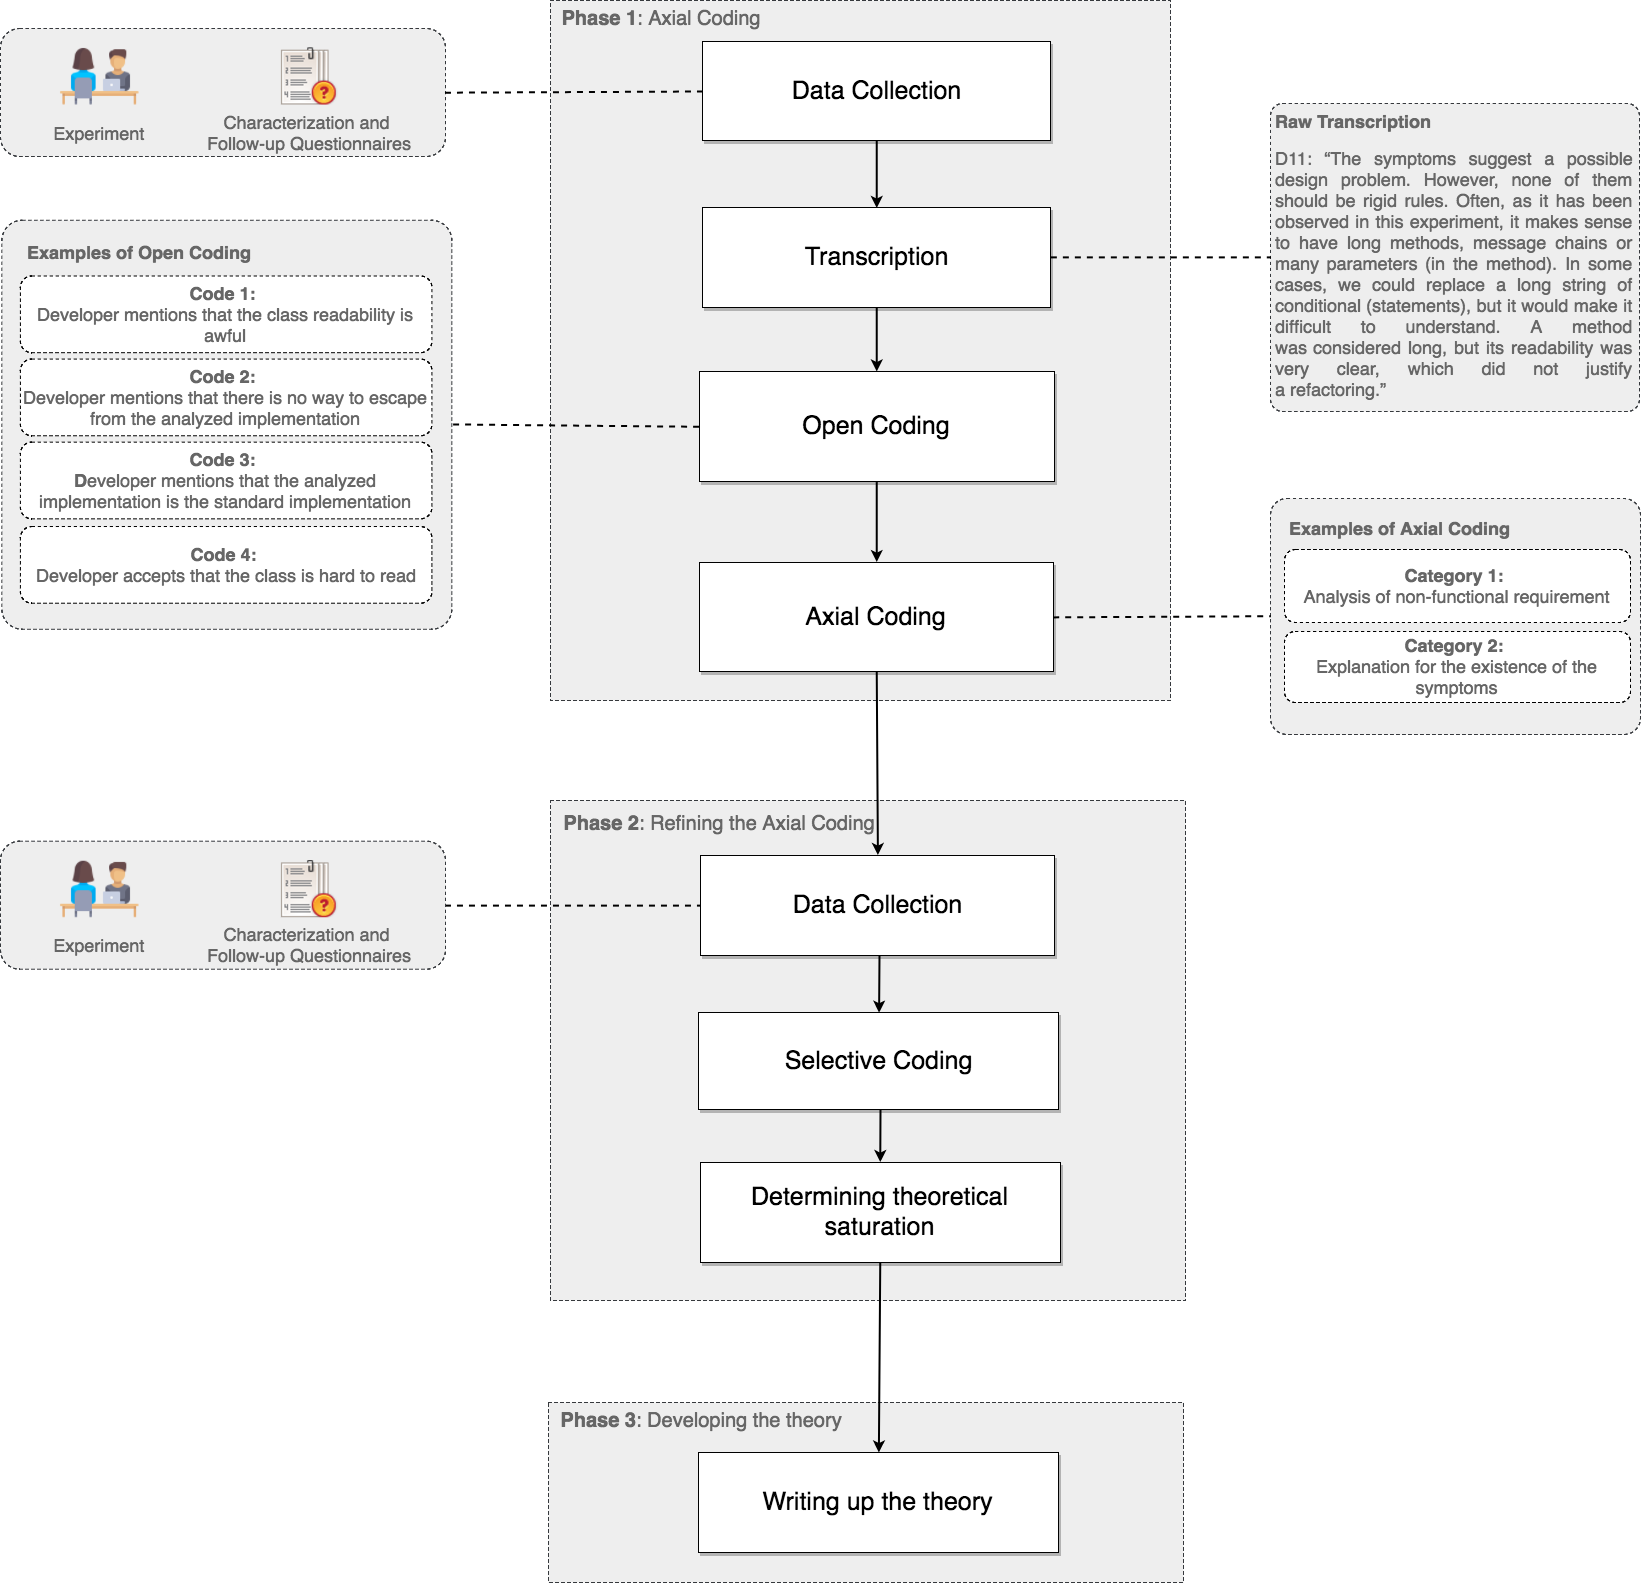 Phase 1: Axial Coding
Data Collection
Experiment
Characterization and
Follow-up Questionnaires
Raw Transcription
D11: “The symptoms suggest a possible
design problem. However, none of them
should be rigid rules. Often, as it has been
observed in this experiment, it makes sense
to have long methods, message chains or
many parameters (in the method). In some
cases, we could replace a long string of
conditional (statements), but it would make it
difficult to understand. A method
was considered long, but its readability was
very clear, which did not justify
a refactoring.”
Transcription
Examples of Open Coding
Code 1:
Developer mentions that the class readability is
awful
Code 2:
Developer mentions that there is no way to escape
from the analyzed implementation
Code 3:
Developer mentions that the analyzed
implementation is the standard implementation
Code 4:
Developer accepts that the class is hard to read
Open Coding
Axial Coding
Examples of Axial Coding
Category 1:
Analysis of non-functional requirement
Category 2:
Explanation for the existence of the
symptoms
Phase 2: Refining the Axial Coding
Data Collection
Experiment
Characterization and
Follow-up Questionnaires
Selective Coding
Determining theoretical
saturation
Phase 3: Developing the theory
Writing up the theory